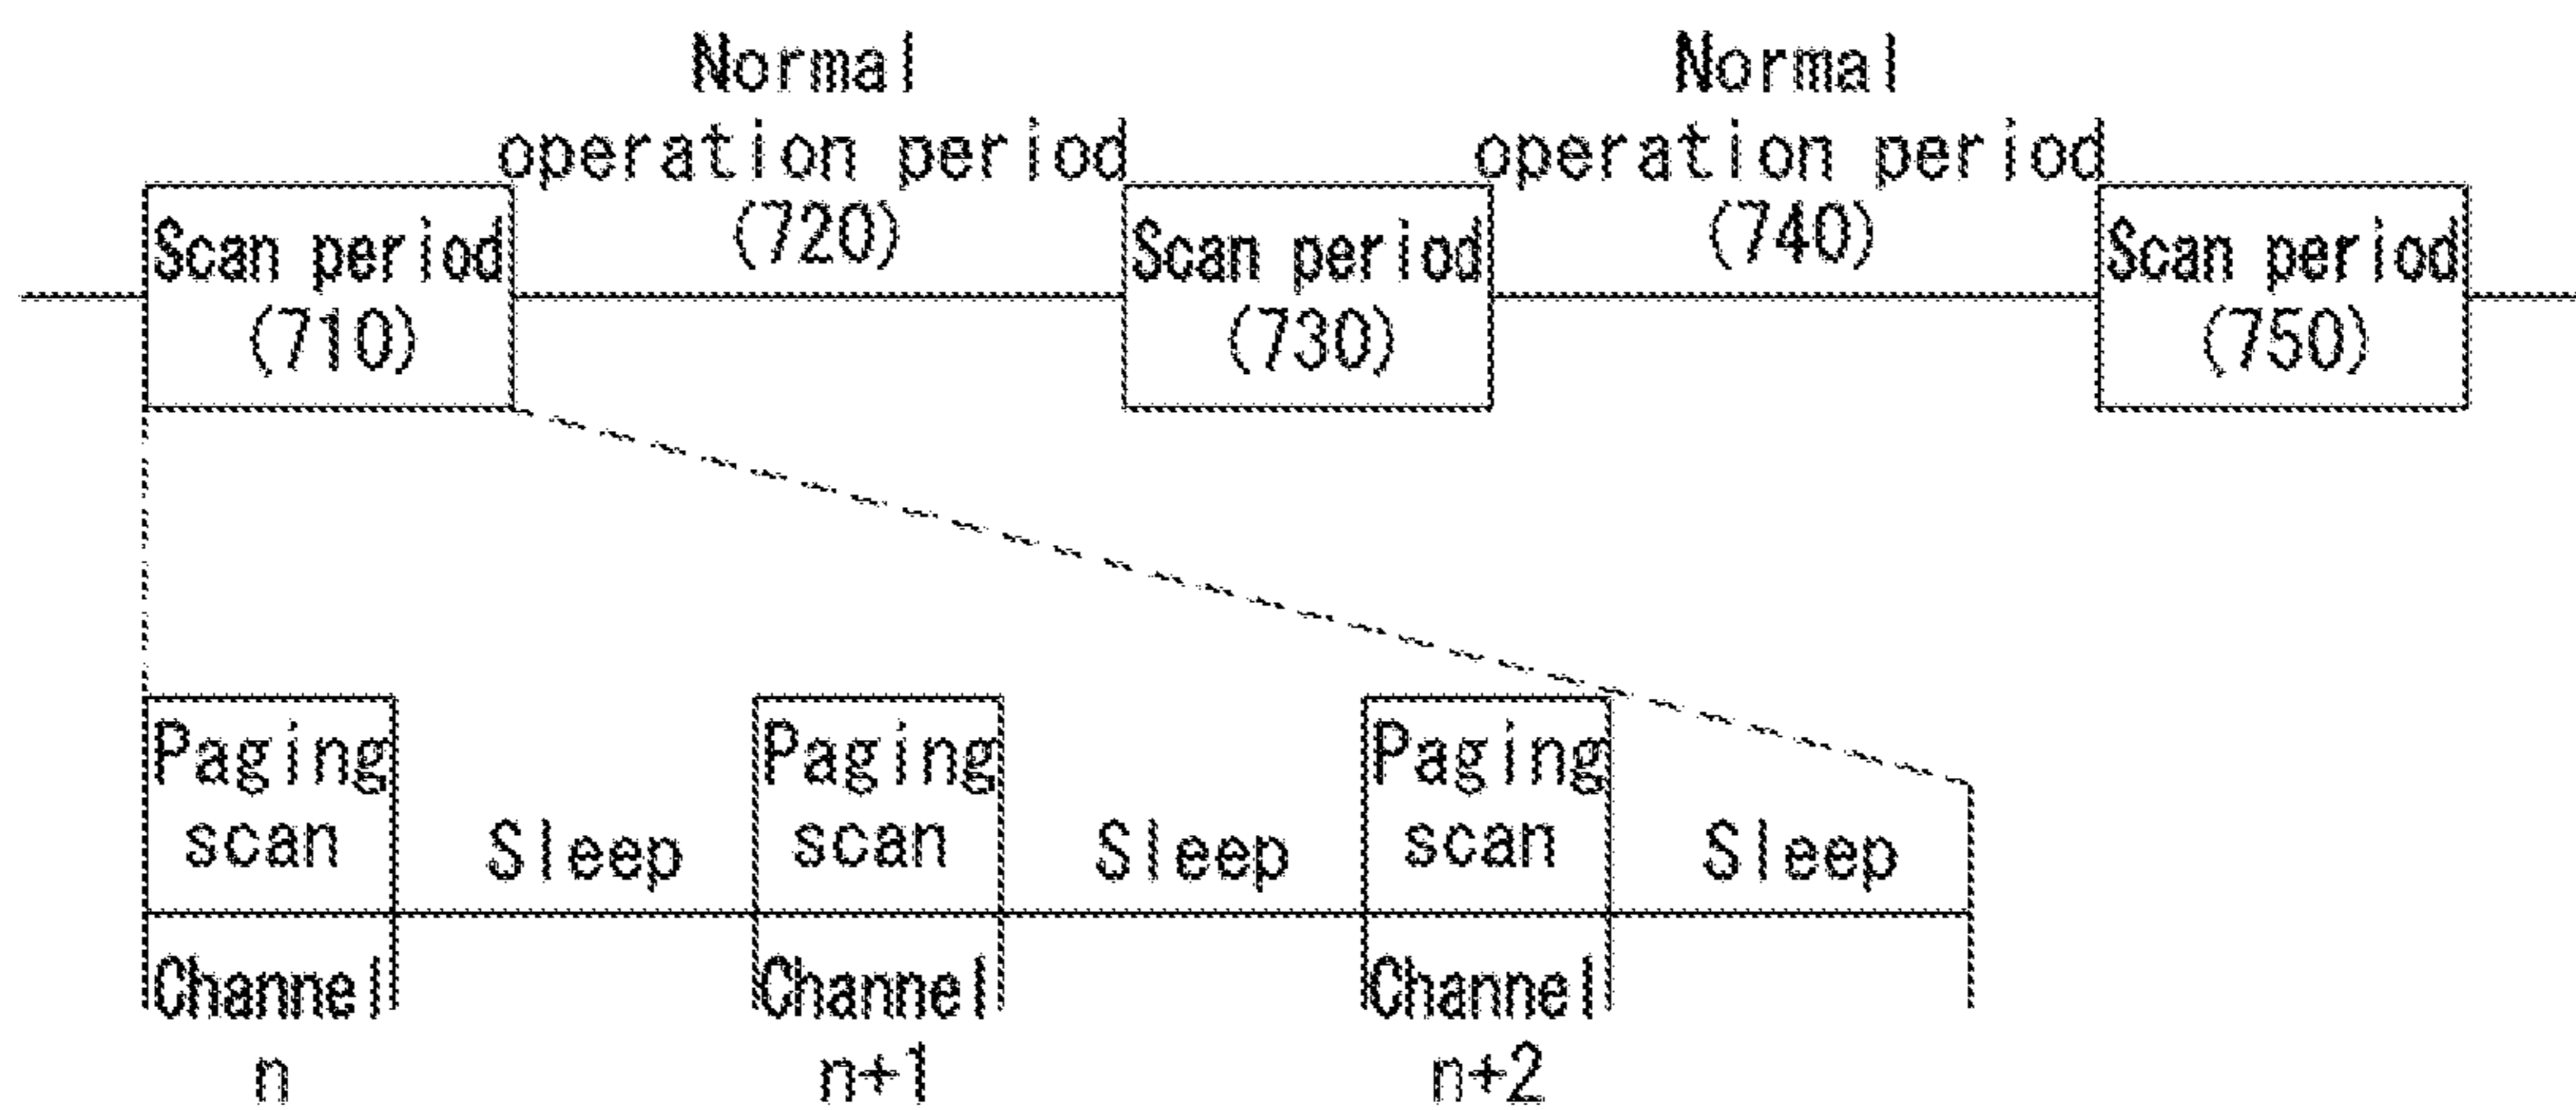 Normal
operation period
(720)
Normal
operation period
(740)
Scan period
(710)
Scan period
(730)
Scan period
(750)
Paging
scan
Sleep
Paging
scan
Sleep
Paging
scan
Sleep
Channel
n
Channel
n+1
Channel
n+2